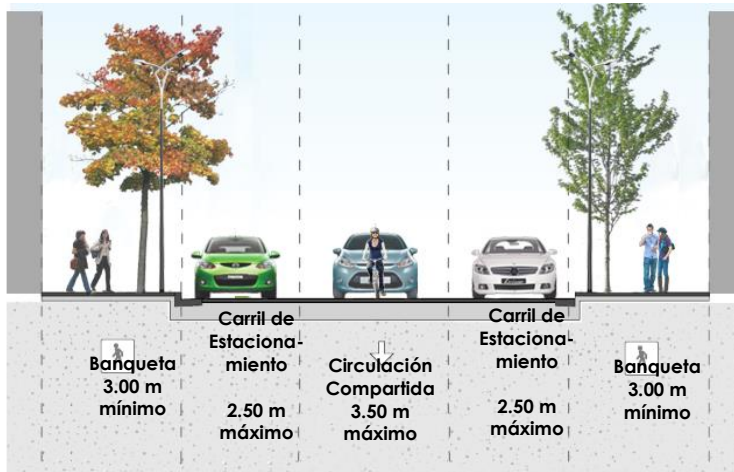 Banqueta
3.00 m
mínimo
Carril de
Estaciona-
miento
2.50 m
máximo
Circulación
Compartida
3.50 m
máximo
Carril de
Estaciona-
miento
2.50 m
máximo
Banqueta
3.00 m
mínimo